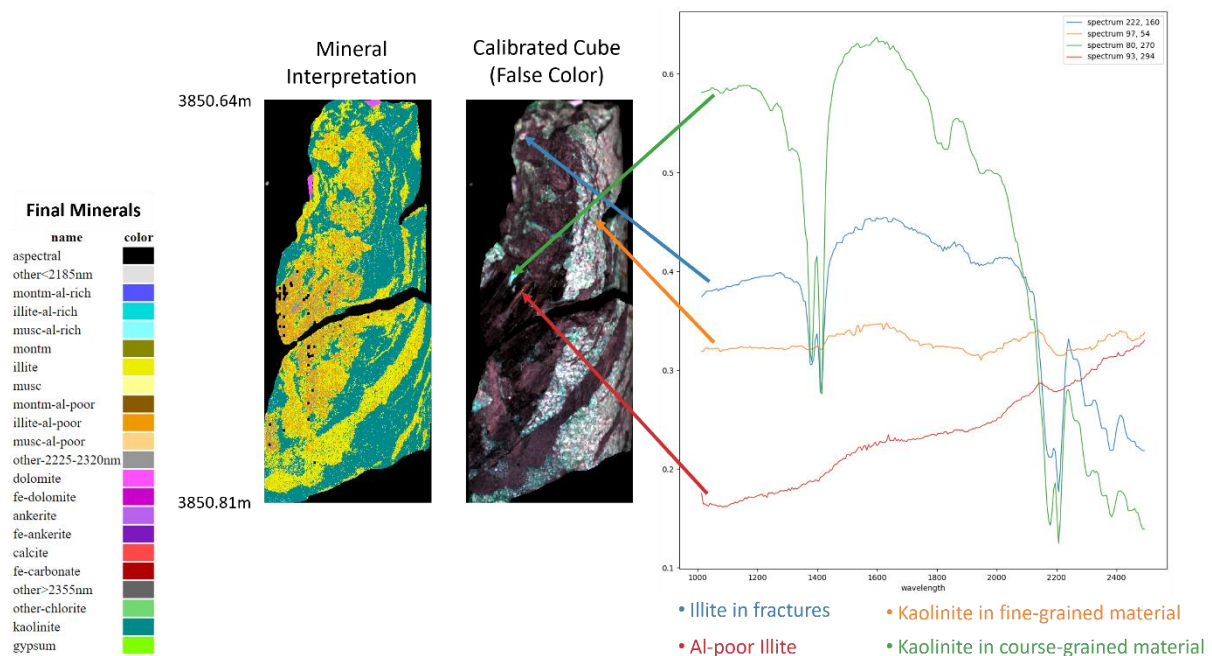 Mineral
Interpretation
Calibrated Cube
(False Color)
3850.64m
3850.81m
Final Minerals
name color
aspectral
other<2185nm
montm-al-rich
illite-al-rich
musc-al-rich
montm
illite
musc
montm-al-poor
illite-al-poor
musc-al-poor
other-2225-2320nm
dolomite
fe-dolomite
ankerite
fe-ankerite
calcite
fe-carbonate
other>2355nm
other-chlorite
kaolinite
gypsum
spectrum 222, 160
spectrum 97, 54
spectrum 80, 270
spectrum 93, 294
0.6
0.5
0.4
0.3
0.2
0.1
1000 1200 1400 1600 1800 2000 2200 2400
wavelength
• Illite in fractures
• Kaolinite in fine-grained material
• Al-poor Illite
• Kaolinite in course-grained material